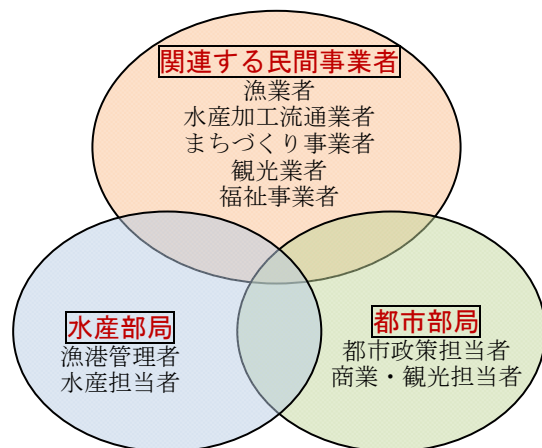 関連する民間事業者
漁業者
水産加工流通業者
まちづくり事業者
観光業者
福祉事業者
水産部局
漁港管理者
水産担当者
都市部局
都市政策担当者
商業・観光担当者